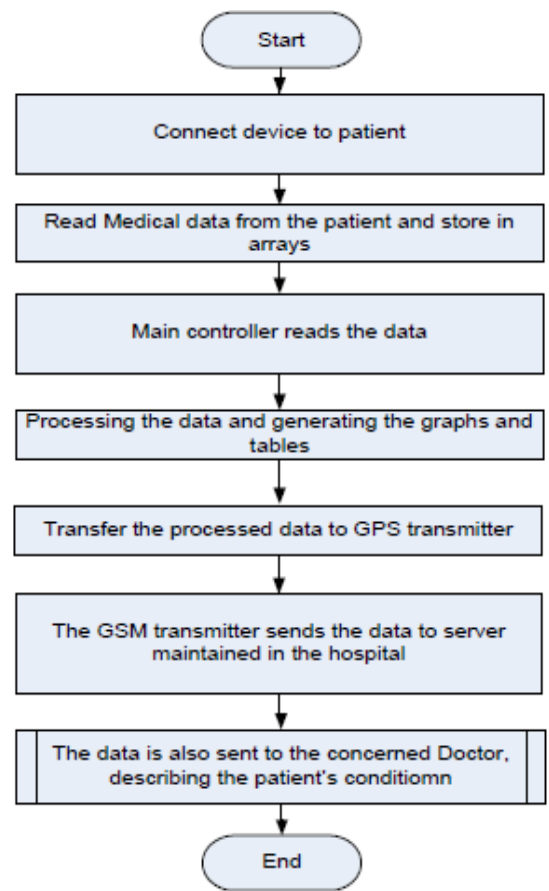 Start
Connect device to patient
Read Medical data from the patient and store in
arrays
Main controller reads the data
Processing the data and generating the graphs and
tables
Transfer the processed data to GPS transmitter
The GSM transmitter sends the data to server
maintained in the hospital
The data is also sent to the concerned Doctor,
describing the patient's conditiomn
End